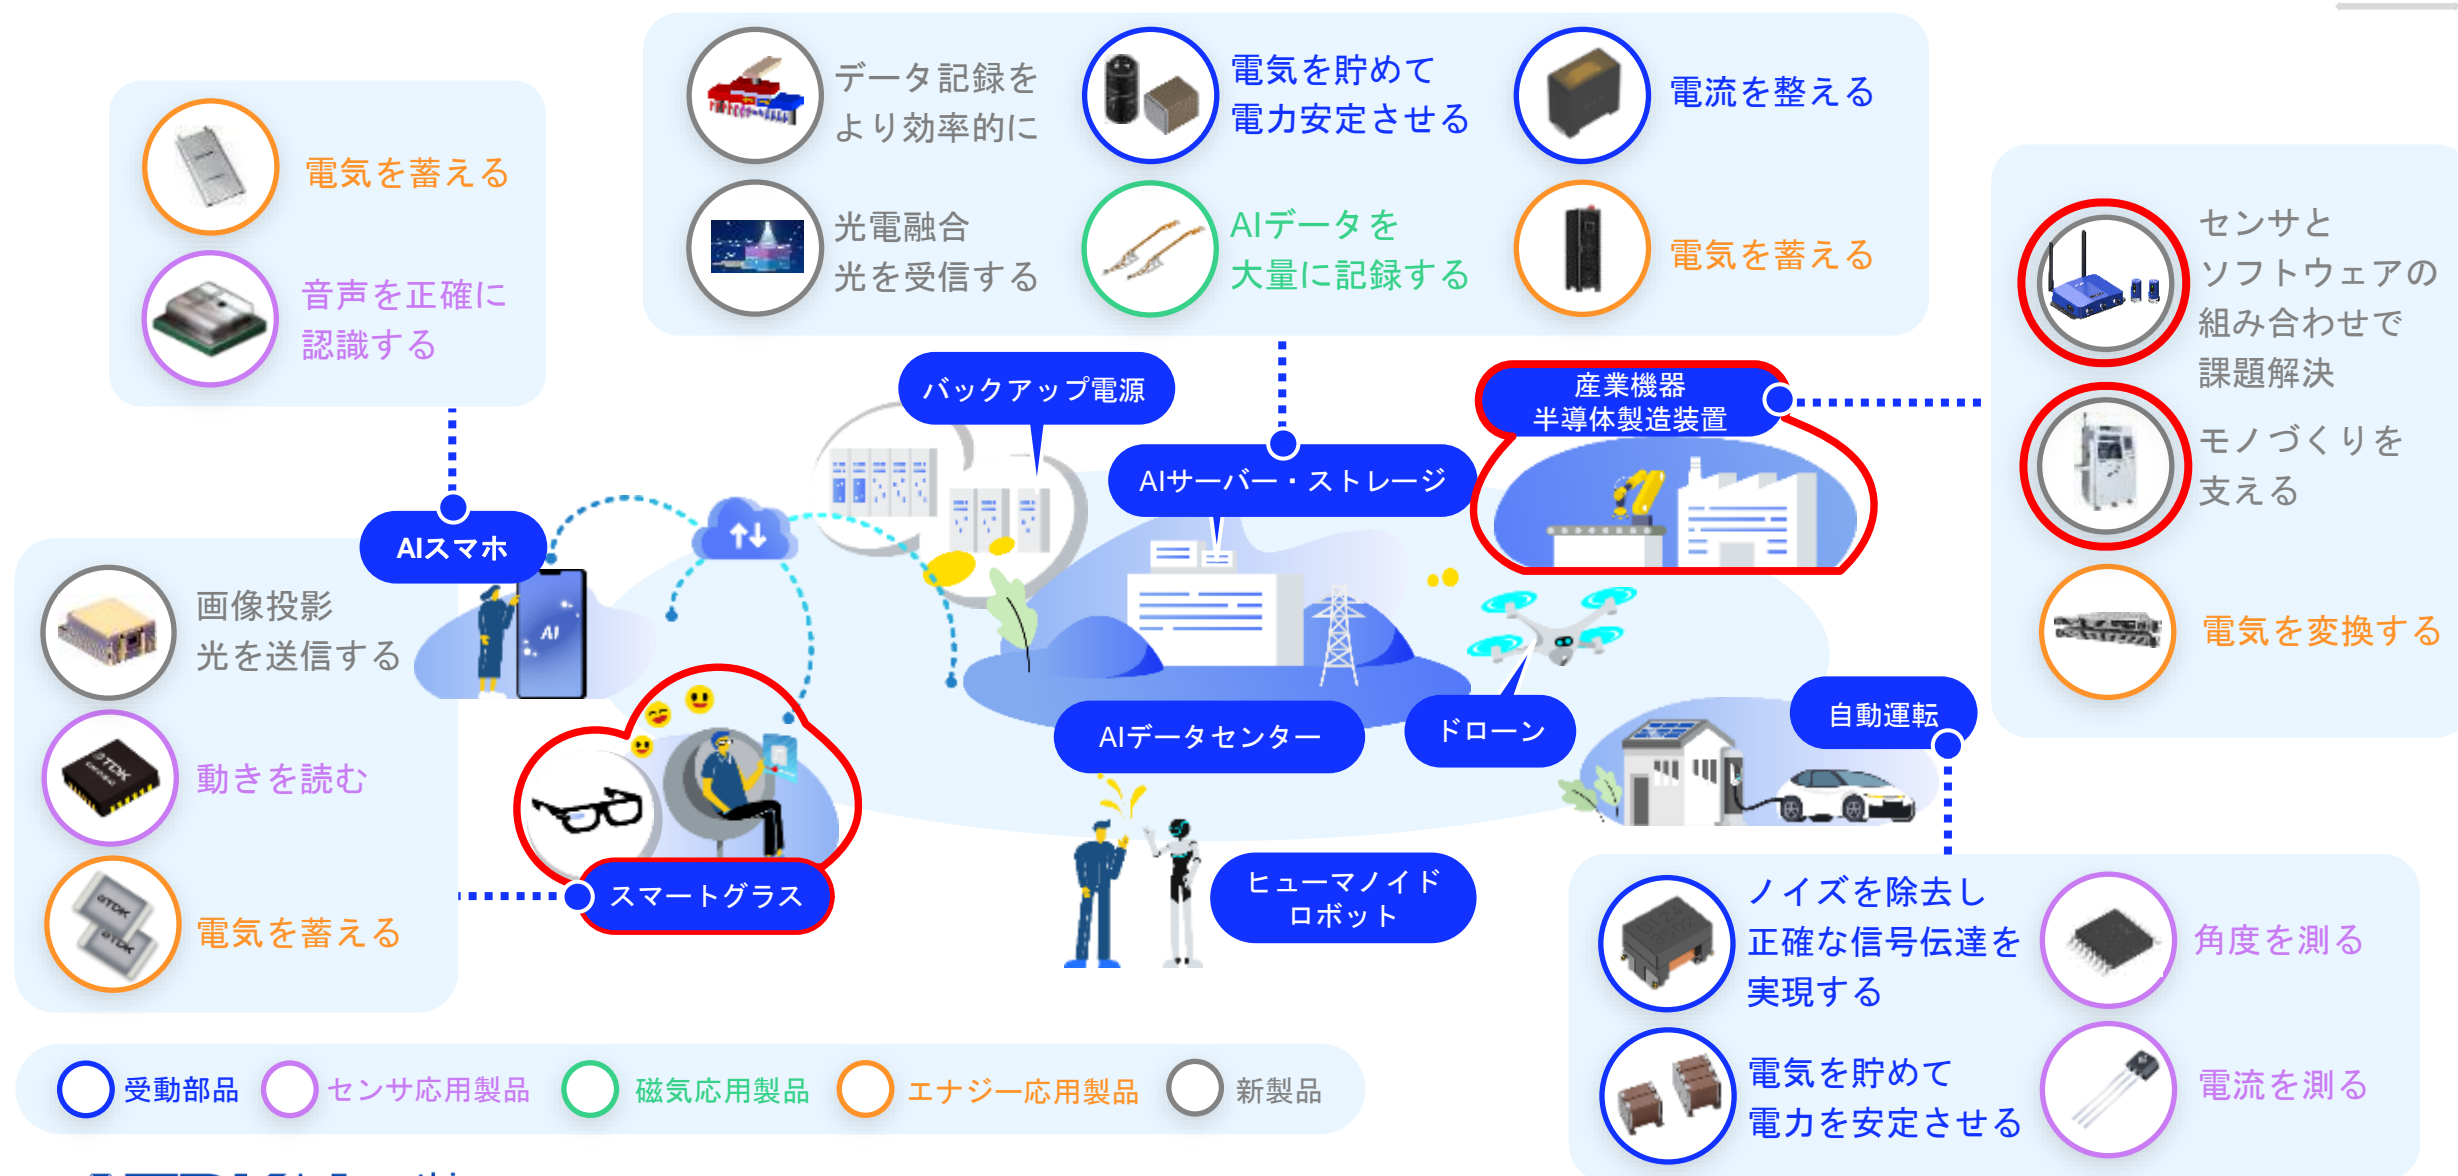 データ記録を
より効率的に
電気を貯めて
電力安定させる
電流を整える
光電融合
光を受信する
AIデータを
大量に記録する
電気を蓄える
電気を蓄える
音声を正確に
認識する
センサと
ソフトウェアの
組み合わせで
課題解決
モノづくりを
支える
電気を変換する
バックアップ電源
AIサーバー・ストレージ
産業機器
半導体製造装置
AIスマホ
AI
画像投影
光を送信する
動きを読む
電気を蓄える
TDK
スマートグラス
AIデータセンター
ドローン
自動運転
ヒューマノイド
ロボット
ノイズを除去し
正確な信号伝達を
実現する
角度を測る
電気を貯めて
電力を安定させる
電流を測る
受動部品
センサ応用製品
磁気応用製品
エナジー応用製品
新製品